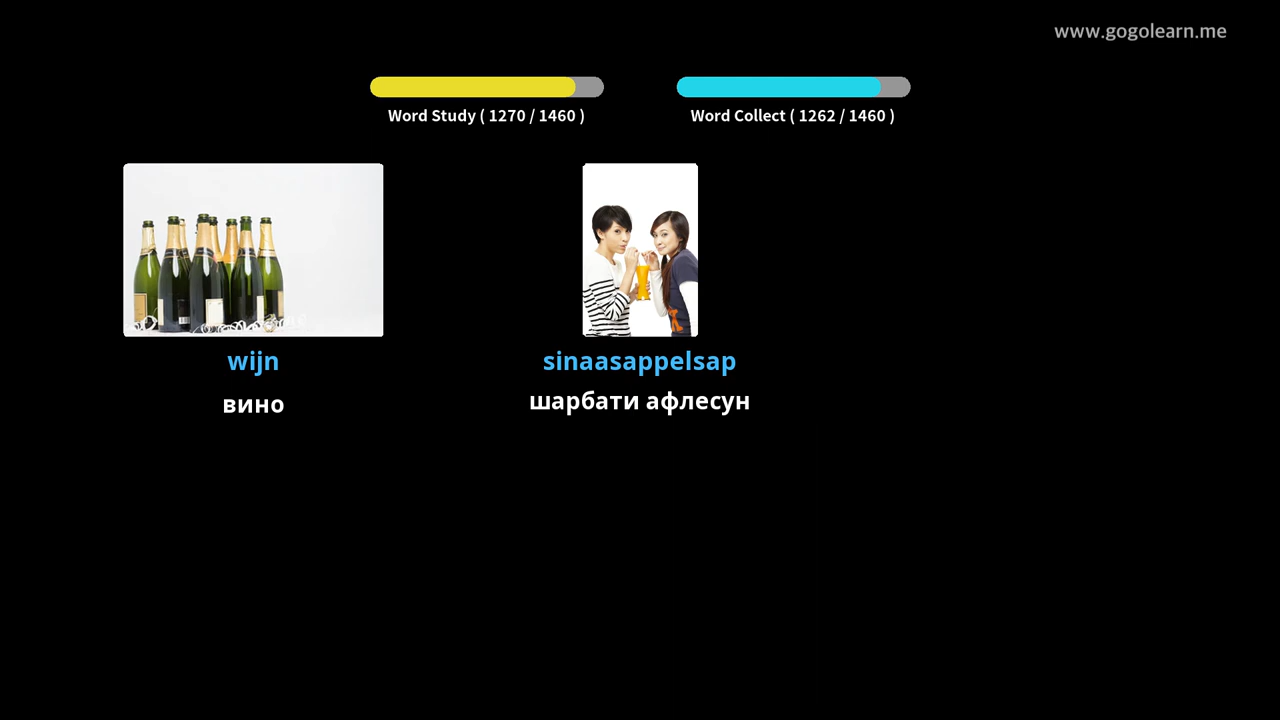 www.gogolearn.me
Word Study ( 1270 / 1460 )
Word Collect ( 1262 / 1460 )
wijn
sinaasappelsap
вино
шарбати афлесун